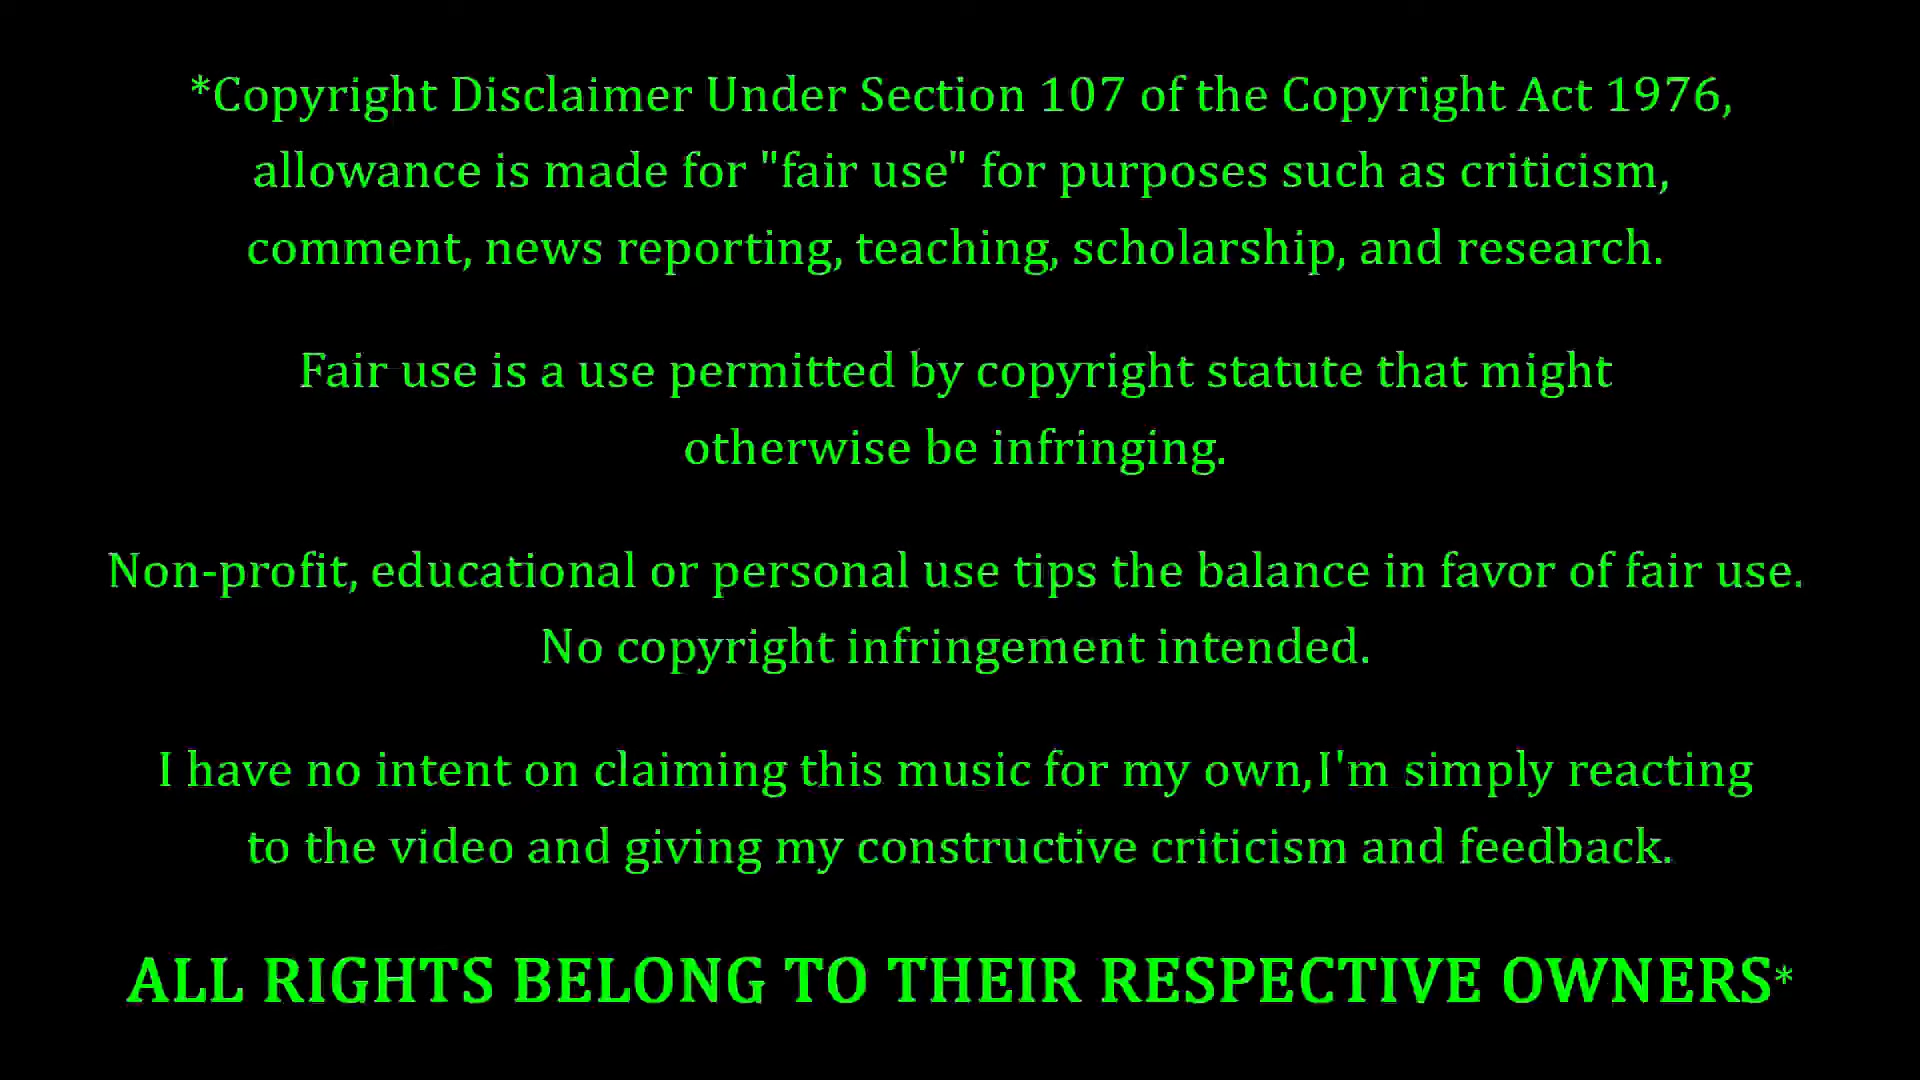 *Copyright Disclaimer Under Section 107 of the Copyright Act 1976,
allowance is made for "fair use" for purposes such as criticism,
comment, news reporting, teaching, scholarship, and research.
Fair use is a use permitted by copyright statute that might
otherwise be infringing.
Non-profit, educational or personal use tips the balance in favor of fair use.
No copyright infringement intended.
I have no intent on claiming this music for my own,I'm simply reacting
to the video and giving my constructive criticism and feedback.
ALL RIGHTS BELONG TO THEIR RESPECTIVE OWNERS*